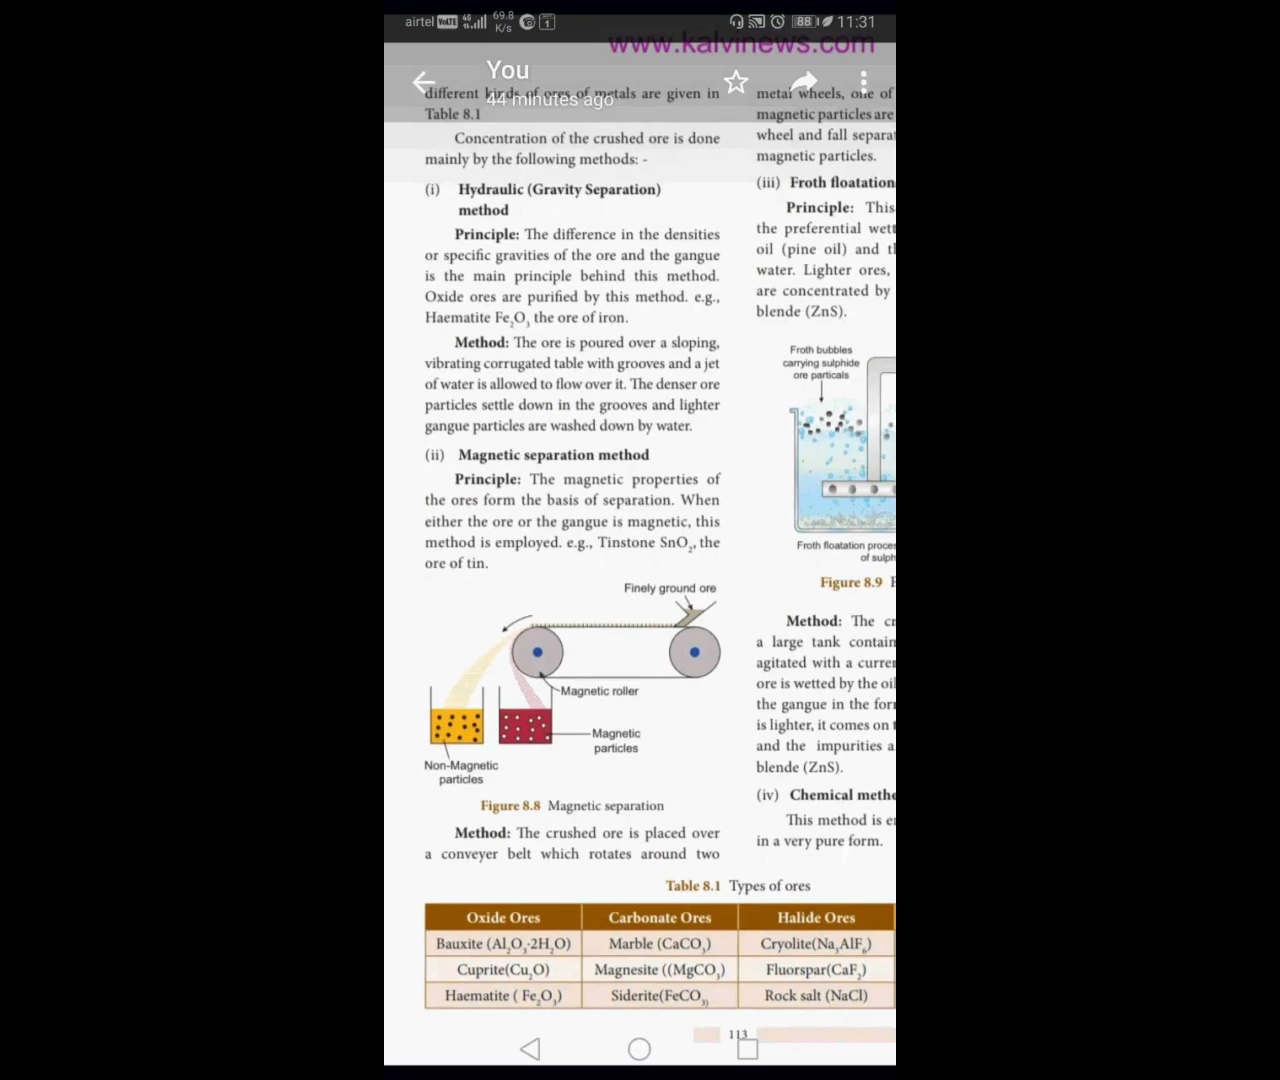 airtel VoLTE 4G 69.8 K/s 1 88 11:31
www.kalvinews.com
You
44 minutes ago
different kinds of ores of metals are given in
Table 8.1
Concentration of the crushed ore is done
mainly by the following methods: -
(i) Hydraulic (Gravity Separation)
method
Principle: The difference in the densities
or specific gravities of the ore and the gangue
is the main principle behind this method.
Oxide ores are purified by this method. e.g.,
Haematite Fe₂O₃ the ore of iron.
Method: The ore is poured over a sloping,
vibrating corrugated table with grooves and a jet
of water is allowed to flow over it. The denser ore
particles settle down in the grooves and lighter
gangue particles are washed down by water.
(ii) Magnetic separation method
Principle: The magnetic properties of
the ores form the basis of separation. When
either the ore or the gangue is magnetic, this
method is employed. e.g., Tinstone SnO₂, the
ore of tin.
Finely ground ore
Magnetic roller
Magnetic
particles
Non-Magnetic
particles
Figure 8.8 Magnetic separation
Method: The crushed ore is placed over
a conveyer belt which rotates around two
metal wheels, one of
magnetic particles are
wheel and fall separat
magnetic particles.
(iii) Froth floatation
Principle: This
the preferential wett
oil (pine oil) and tl
water. Lighter ores,
are concentrated by
blende (ZnS).
Froth bubbles
carrying sulphide
ore particals
Froth floatation proces
of sulph
Figure 8.9 F
Method: The cr
a large tank contain
agitated with a curren
ore is wetted by the oil
the gangue in the forr
is lighter, it comes on t
and the impurities a
blende (ZnS).
(iv) Chemical metho
This method is er
in a very pure form.
Table 8.1 Types of ores
Oxide Ores Carbonate Ores Halide Ores
Bauxite (Al₂O₃·2H₂O) Marble (CaCO₃) Cryolite(Na₃AlF₆)
Cuprite(Cu₂O) Magnesite ((MgCO₃) Fluorspar(CaF₂)
Haematite ( Fe₂O₃) Siderite(FeCO₃₎ Rock salt (NaCl)
113